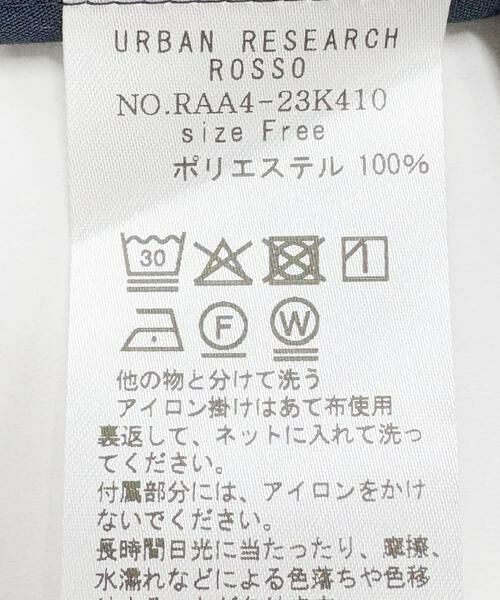 URBAN RESEARCH
ROSSO
NO.RAA4-23K410
size Free
ポリエステル 100%
30
F W
他の物と分けて洗う
アイロン掛けはあて布使用
裏返して、ネットに入れて洗っ
てください。
付属部分には、アイロンをかけ
ないでください。
長時間日光に当たったり、摩擦、
水濡れなどによる色落ちや色移